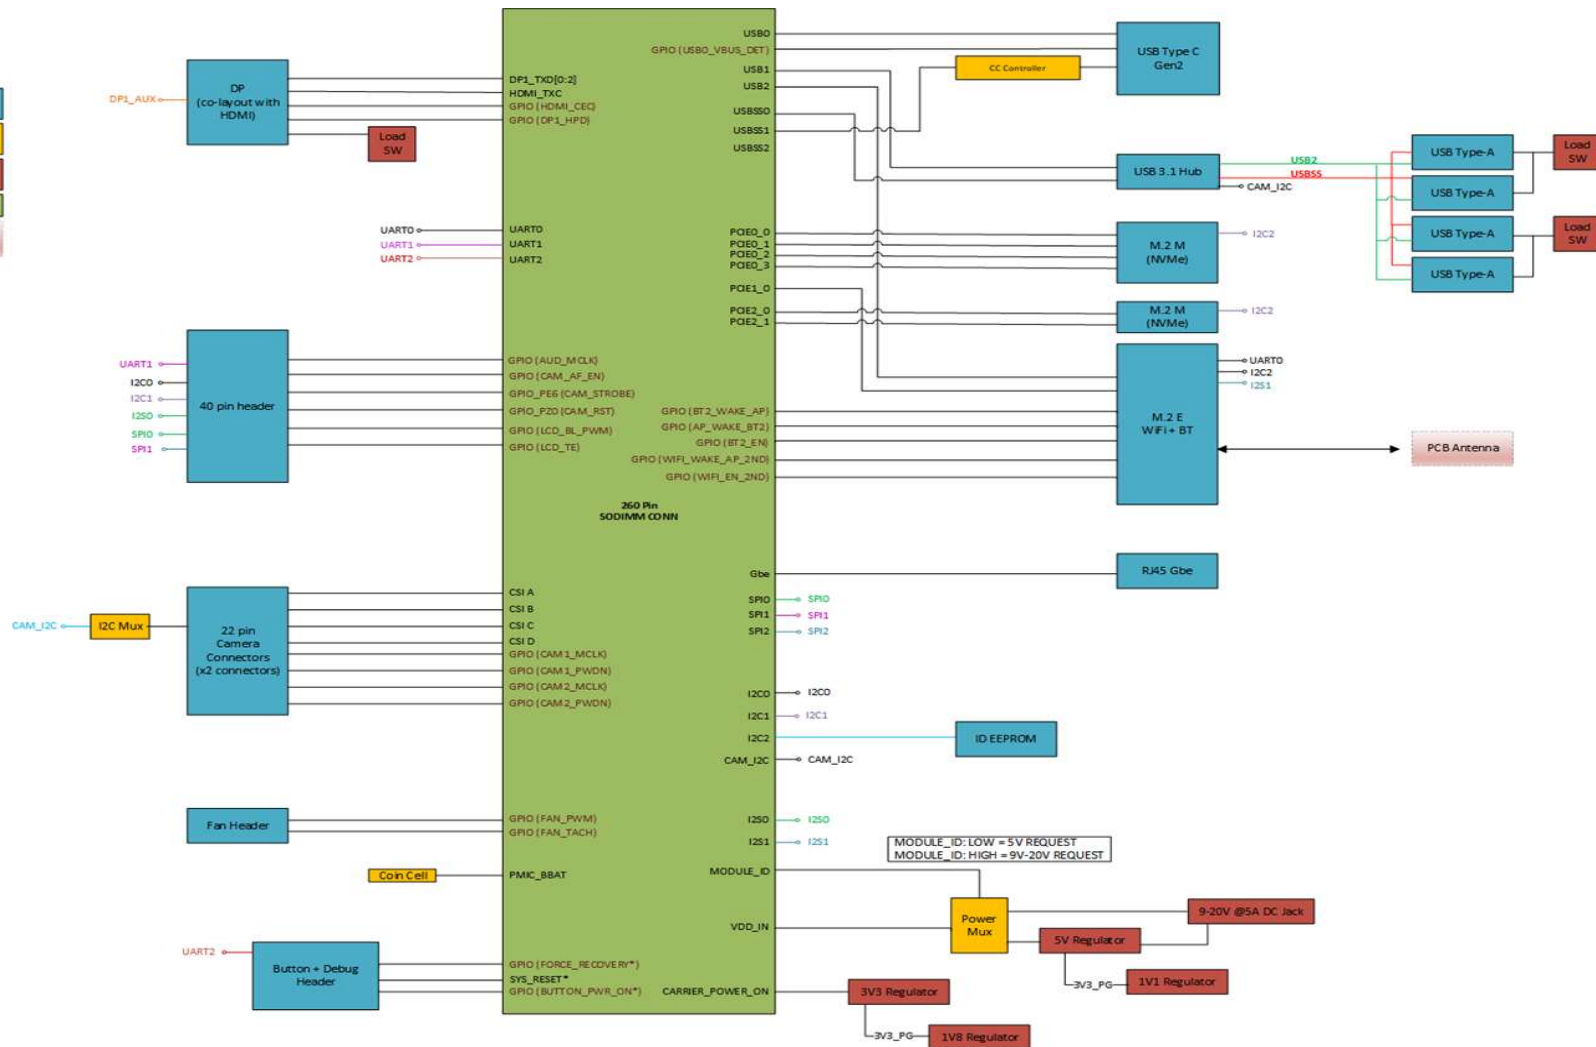 DP1_AUX
DP
(co-layout with
HDMI)
Load
SW
UART0
UART1
UART2
UART1
I2C0
I2C1
I2S0
SPI0
SPI1
40 pin header
CAM_I2C
I2C Mux
22 pin
Camera
Connectors
(x2 connectors)
Fan Header
Coin Cell
UART2
Button + Debug
Header
DP1_TXD[0:2]
HDMI_TXC
GPIO (HDMI_CEC)
GPIO (DP1_HPD)
UART0
UART1
UART2
GPIO (AUD_MCLK)
GPIO (CAM_AF_EN)
GPIO_PE6 (CAM_STROBE)
GPIO_PZ0 (CAM_RST)
GPIO (LCD_BL_PWM)
GPIO (LCD_TE)
260 Pin
SODIMM CONN
CSI A
CSI B
CSI C
CSI D
GPIO (CAM1_MCLK)
GPIO (CAM1_PWDN)
GPIO (CAM2_MCLK)
GPIO (CAM2_PWDN)
GPIO (FAN_PWM)
GPIO (FAN_TACH)
PMIC_BBAT
GPIO (FORCE_RECOVERY*)
SYS_RESET*
GPIO (BUTTON_PWR_ON*)
USB0
GPIO (USB0_VBUS_DET)
USB1
USB2
USBSS0
USBSS1
USBSS2
PCIE0_0
PCIE0_1
PCIE0_2
PCIE0_3
PCIE1_0
PCIE2_0
PCIE2_1
GPIO (BT2_WAKE_AP)
GPIO (AP_WAKE_BT2)
GPIO (BT2_EN)
GPIO (WIFI_WAKE_AP_2ND)
GPIO (WIFI_EN_2ND)
Gbe
SPI0
SPI1
SPI2
I2C0
I2C1
I2C2
CAM_I2C
I2S0
I2S1
MODULE_ID
VDD_IN
CARRIER_POWER_ON
SPI0
SPI1
SPI2
I2C0
I2C1
CAM_I2C
I2S0
I2S1
CC Controller
USB Type C
Gen2
USB 3.1 Hub
USB2
USBSS
CAM_I2C
USB Type-A
USB Type-A
USB Type-A
USB Type-A
Load
SW
Load
SW
M.2 M
(NVMe)
I2C2
M.2 M
(NVMe)
I2C2
M.2 E
WiFi + BT
UART0
I2C2
I2S1
PCB Antenna
RJ45 Gbe
ID EEPROM
MODULE_ID: LOW = 5V REQUEST
MODULE_ID: HIGH = 9V-20V REQUEST
Power
Mux
9-20V @5A DC Jack
5V Regulator
3V3_PG
1V1 Regulator
3V3 Regulator
3V3_PG
1V8 Regulator